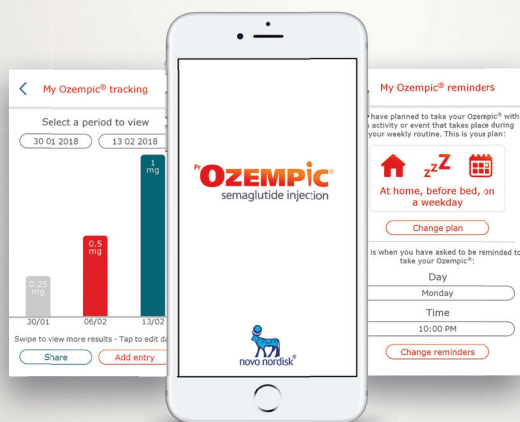 My Ozempic® tracking
Select a period to view
30 01 2018
13 02 2018
1
mg
0.5
mg
0.25
mg
30/01
06/02
13/02
Swipe to view more results - Tap to edit
Share
Add entry
Pr OZEMPIC®
semaglutide injection
novo nordisk®
My Ozempic® reminders
have planned to take your Ozempic® with
activity or event that takes place during
your weekly routine. This is your plan:
zzZ
At home, before bed, on
a weekday
Change plan
is when you have asked to be reminded to
take your Ozempic®:
Day
Monday
Time
10:00 PM
Change reminders